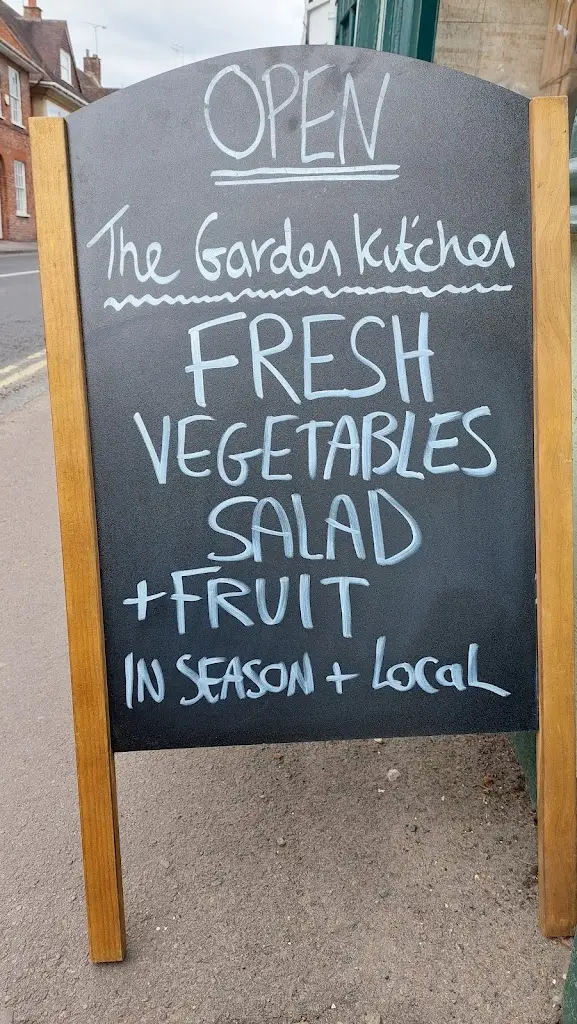 OPEN
The Garden Kitchen
FRESH
VEGETABLES
SALAD
+ FRUIT
IN SEASON + LocaL